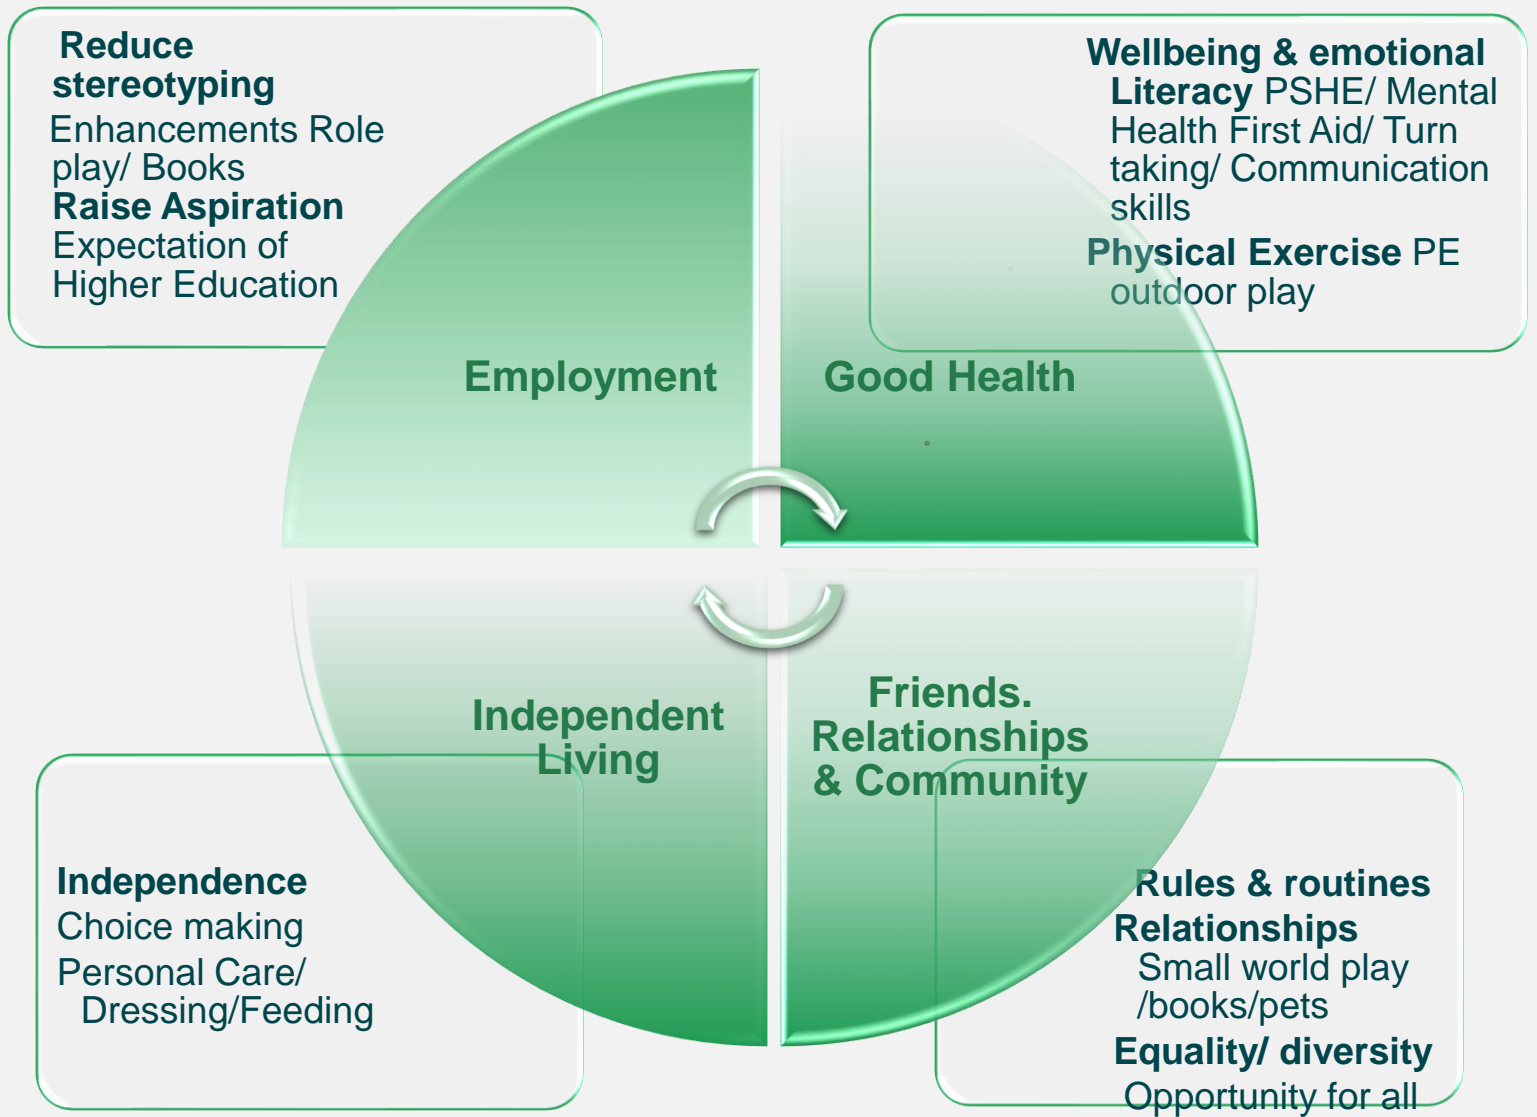 Reduce
stereotyping
Enhancements Role
play/ Books
Raise Aspiration
Expectation of
Higher Education
Wellbeing & emotional
Literacy PSHE/ Mental
Health First Aid/ Turn
taking/ Communication
skills
Physical Exercise PE
outdoor play
Employment
Good Health
Independent
Living
Friends.
Relationships
& Community
Independence
Choice making
Personal Care/
Dressing/Feeding
Rules & routines
Relationships
Small world play
/books/pets
Equality/ diversity
Opportunity for all